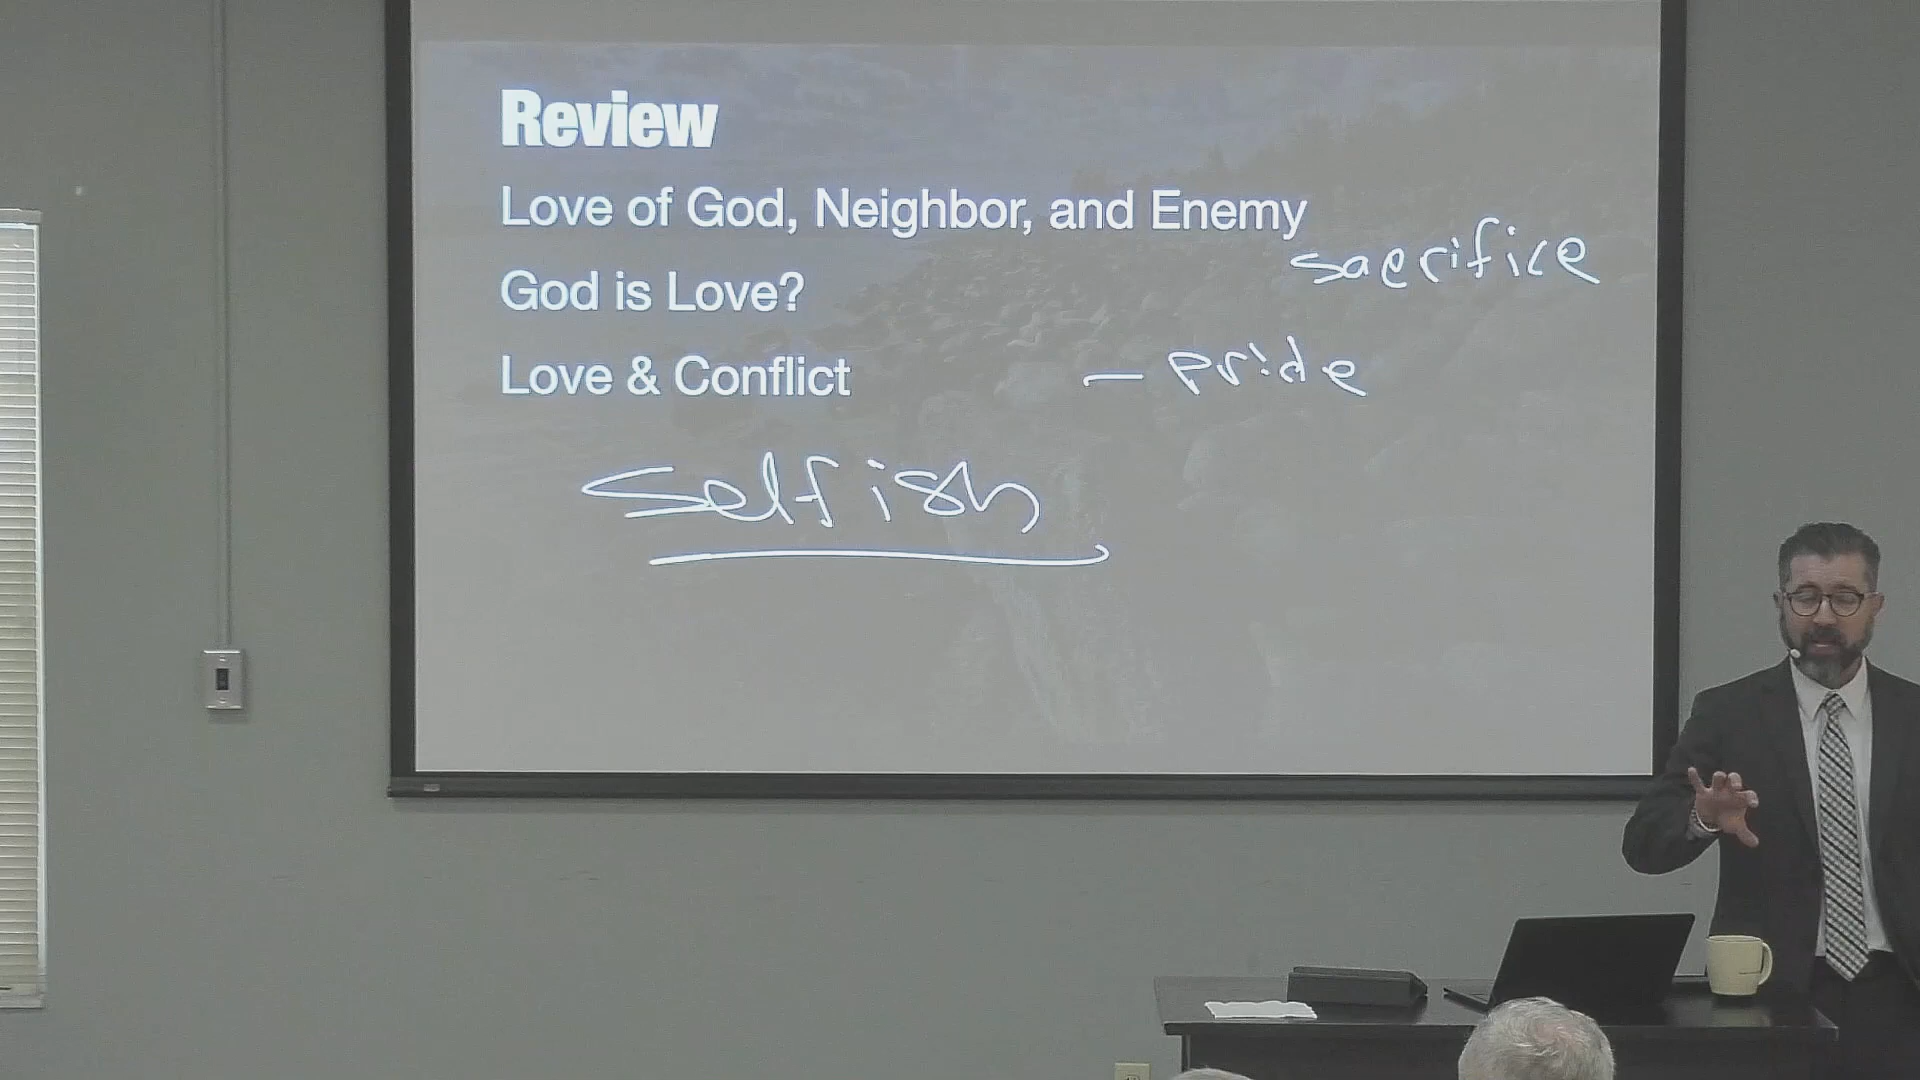 Review
Love of God, Neighbor, and Enemy
sacrifice
God is Love?
Love & Conflict
– pride
selfish